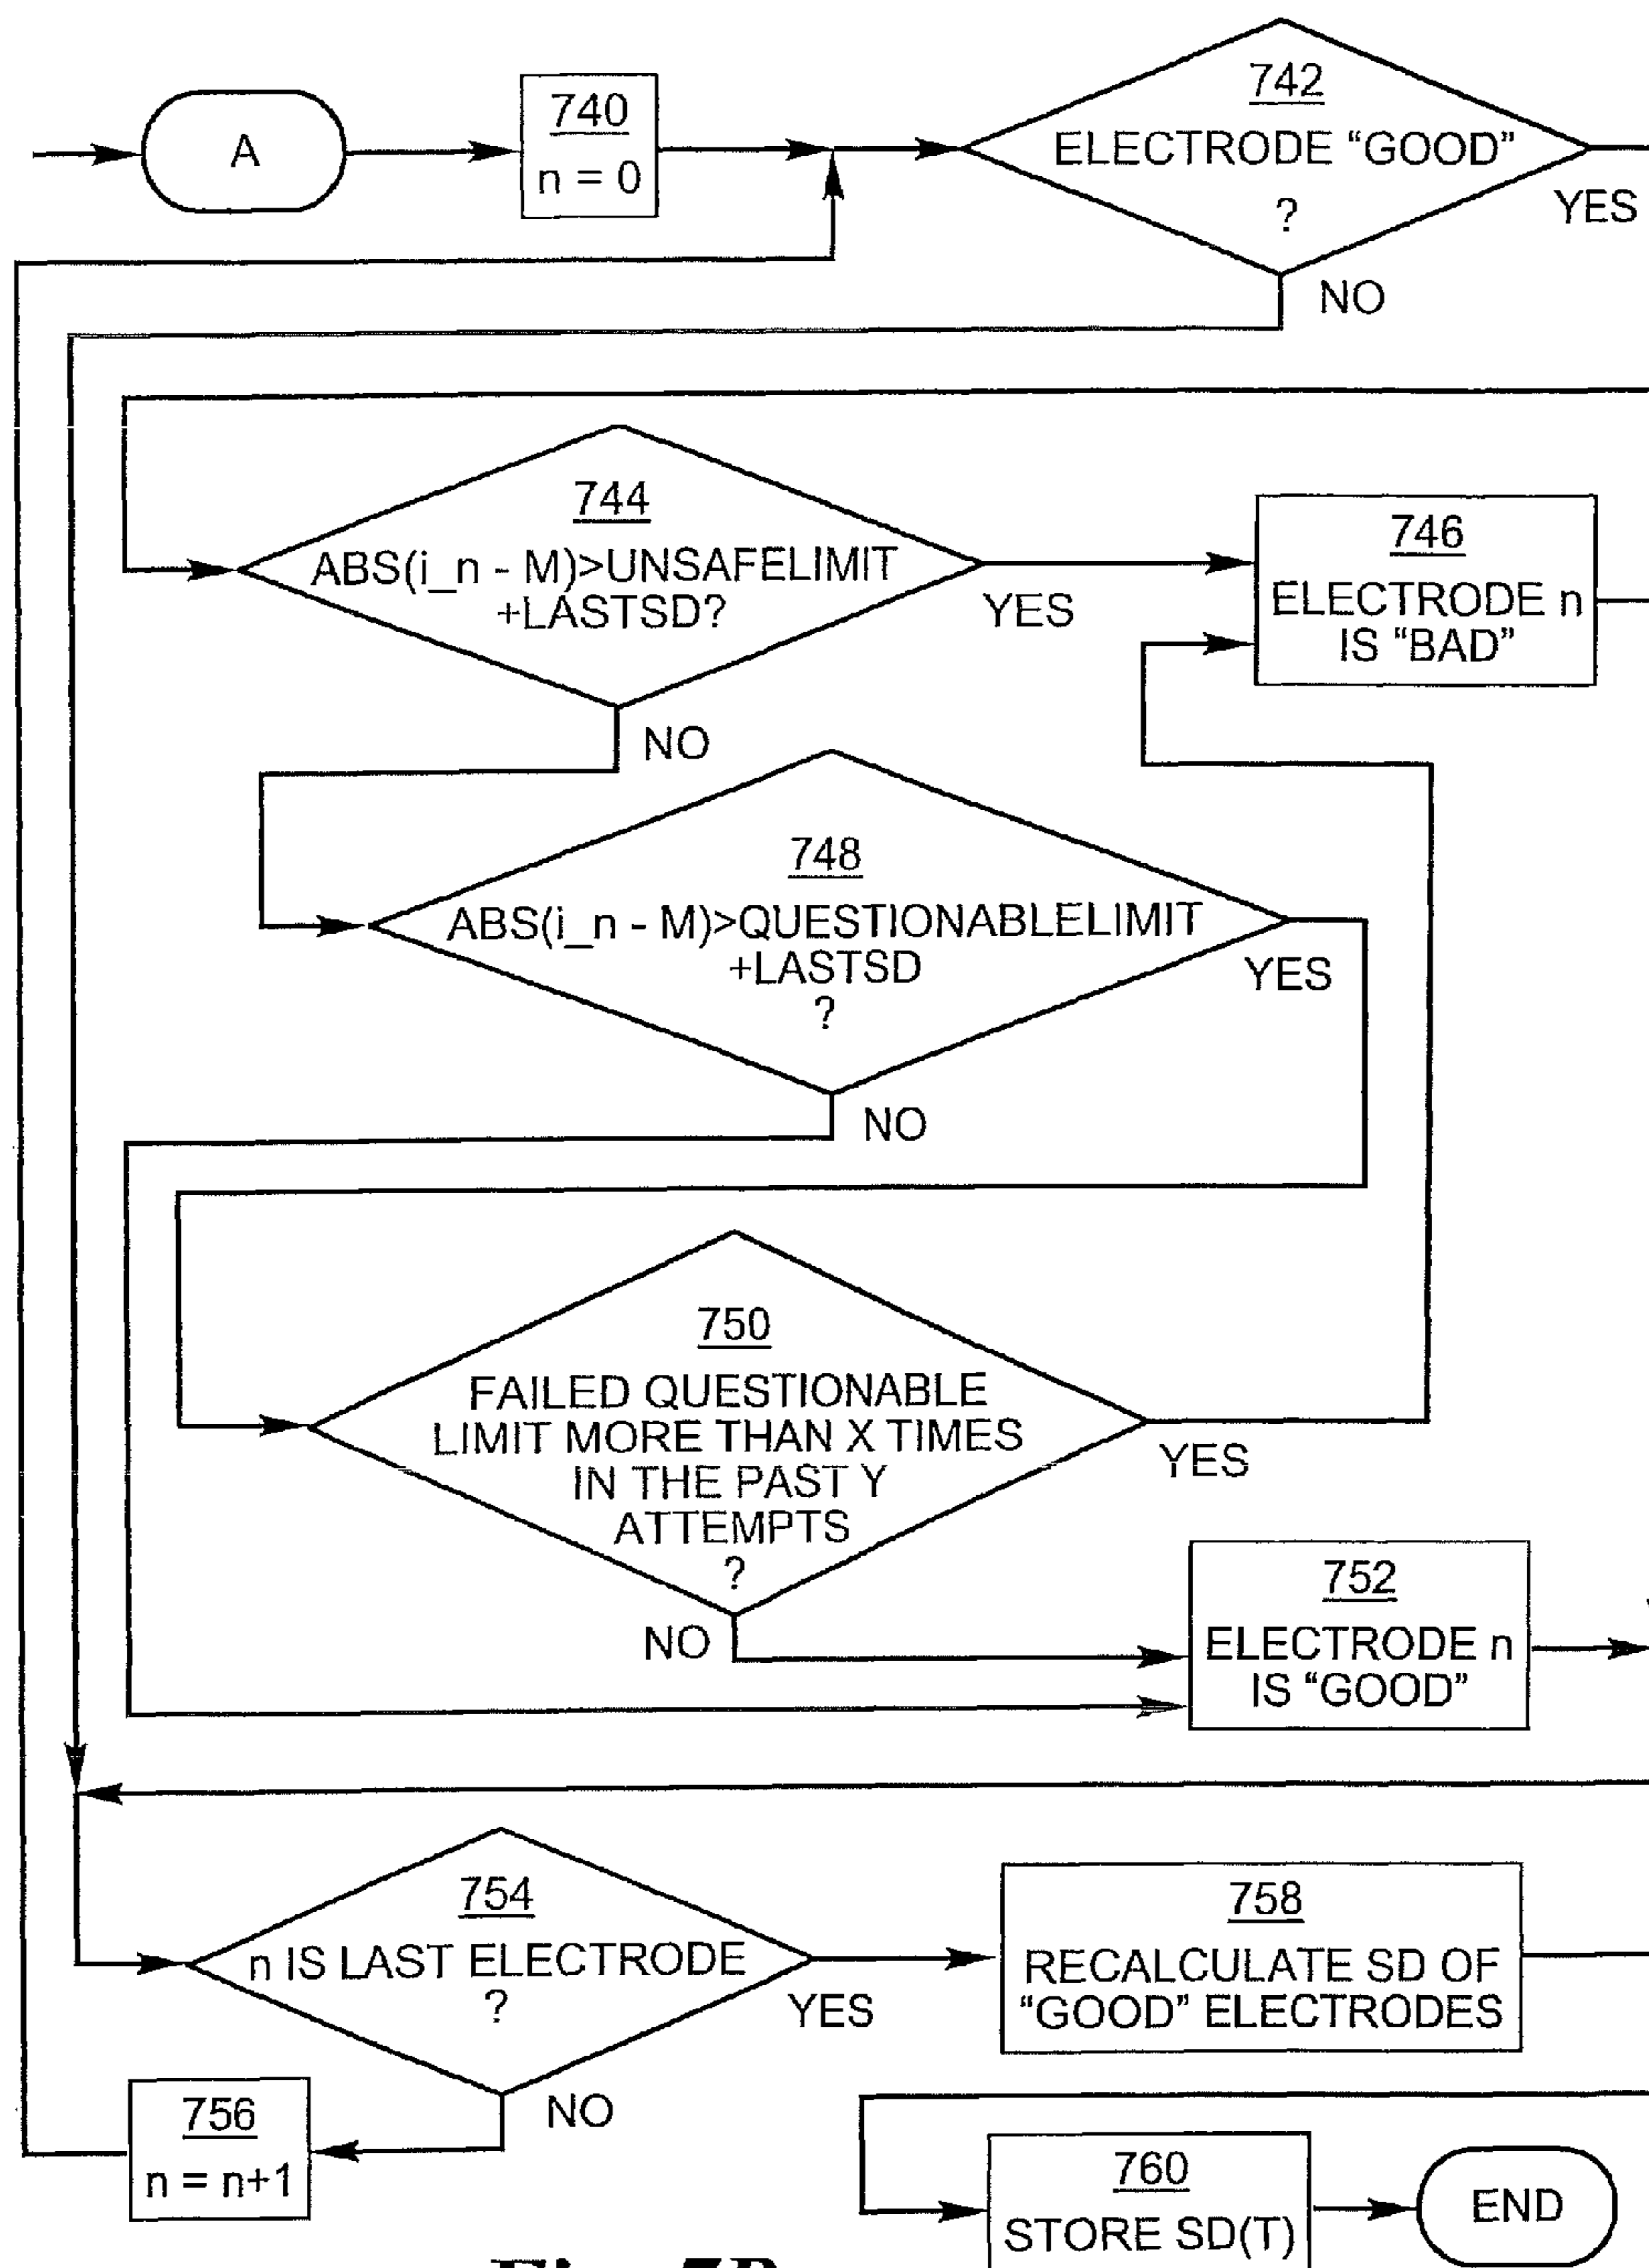 A
740
n = 0
742
ELECTRODE “GOOD”
?
YES
NO
744
ABS(i_n - M)>UNSAFELIMIT
+LASTSD?
YES
NO
746
ELECTRODE n
IS “BAD”
748
ABS(i_n - M)>QUESTIONABLELIMIT
+LASTSD
?
YES
NO
750
FAILED QUESTIONABLE
LIMIT MORE THAN X TIMES
IN THE PAST Y
ATTEMPTS
?
YES
NO
752
ELECTRODE n
IS “GOOD”
754
n IS LAST ELECTRODE
?
YES
NO
758
RECALCULATE SD OF
“GOOD” ELECTRODES
756
n = n+1
760
STORE SD(T)
END